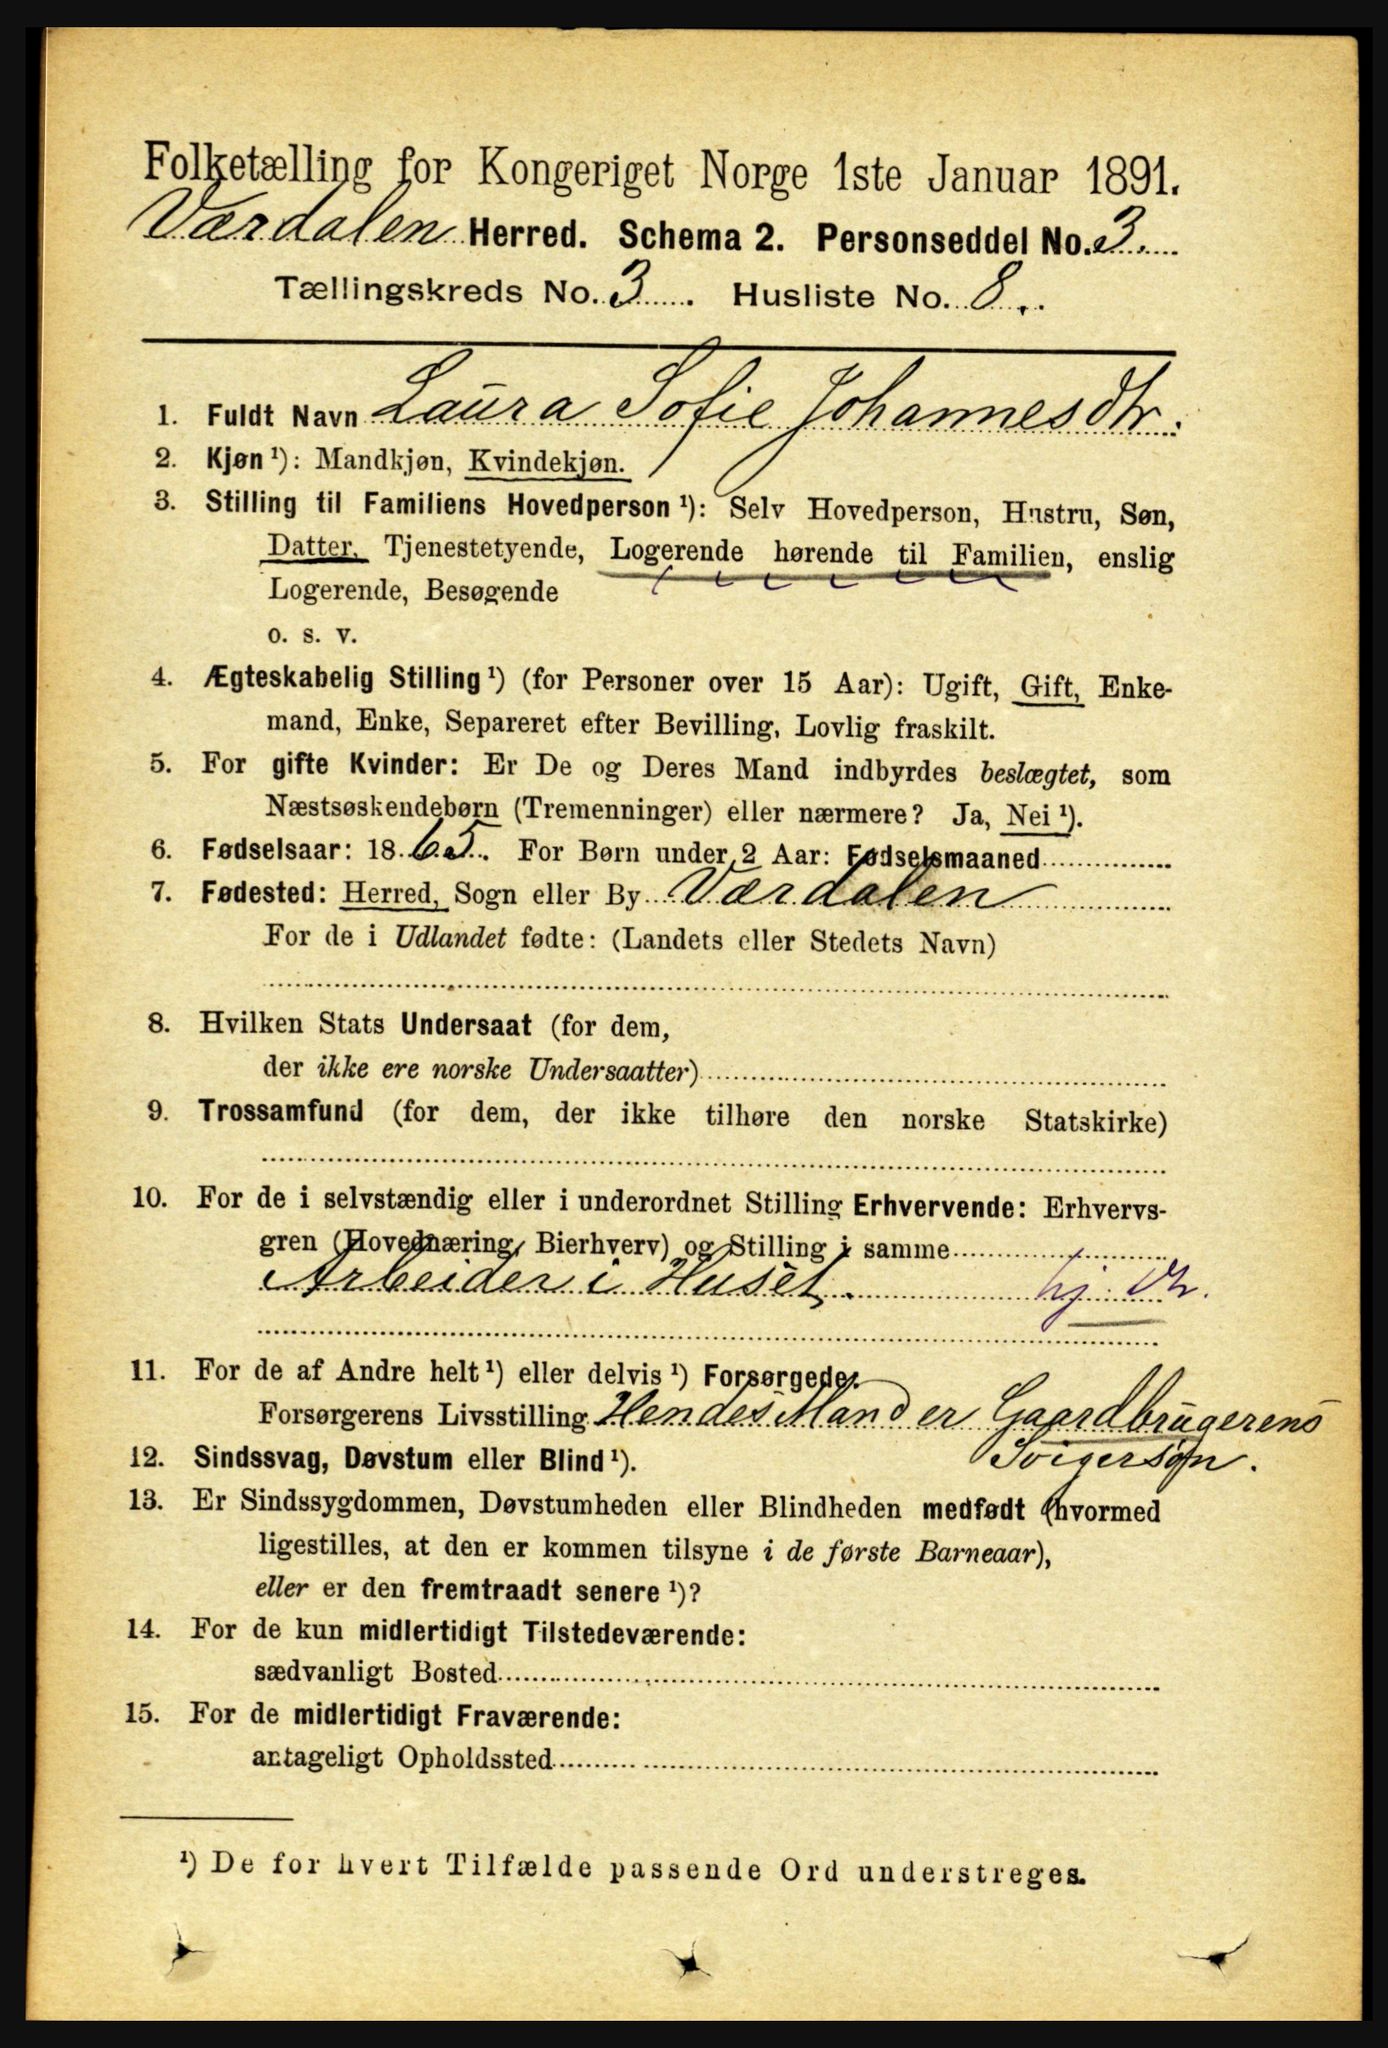 Folketælling for Kongeriget Norge 1ste Januar 1891.
Værdalen Herred. Schema 2. Personseddel No. 3.
Tællingskreds No. 3. Husliste No. 8.
1. Fuldt Navn Laura Sofie Johannesdtr.
2. Kjøn ¹): Mandkjøn, Kvindekjøn.
3. Stilling til Familiens Hovedperson ¹): Selv Hovedperson, Hustru, Søn,
Datter, Tjenestetyende, Logerende hørende til Familien, enslig
Logerende, Besøgende
o. s. v.
4. Ægteskabelig Stilling ¹) (for Personer over 15 Aar): Ugift, Gift, Enke-
mand, Enke, Separeret efter Bevilling, Lovlig fraskilt.
5. For gifte Kvinder: Er De og Deres Mand indbyrdes beslægtet, som
Næstsøskendebørn (Tremenninger) eller nærmere? Ja, Nei ¹).
6. Fødselsaar: 1865. For Børn under 2 Aar: Fødselsmaaned
7. Fødested: Herred, Sogn eller By Værdalen
For de i Udlandet fødte: (Landets eller Stedets Navn)
8. Hvilken Stats Undersaat (for dem,
der ikke ere norske Undersaatter)
9. Trossamfund (for dem, der ikke tilhøre den norske Statskirke)
10. For de i selvstændig eller i underordnet Stilling Erhvervende: Erhvervs-
gren (Hovednæring, Bierhverv) og Stilling i samme
Arbeider i Huset. hj. dtr.
11. For de af Andre helt ¹) eller delvis ¹) Forsørgede:
Forsørgerens Livsstilling Hendes Mand er Gaardbrugerens
Svigersøn.
12. Sindssvag, Døvstum eller Blind ¹).
13. Er Sindssygdommen, Døvstumheden eller Blindheden medfødt (hvormed
ligestilles, at den er kommen tilsyne i de første Barneaar),
eller er den fremtraadt senere ¹)?
14. For de kun midlertidigt Tilstedeværende:
sædvanligt Bosted
15. For de midlertidigt Fraværende:
antageligt Opholdssted
¹) De for hvert Tilfælde passende Ord understreges.